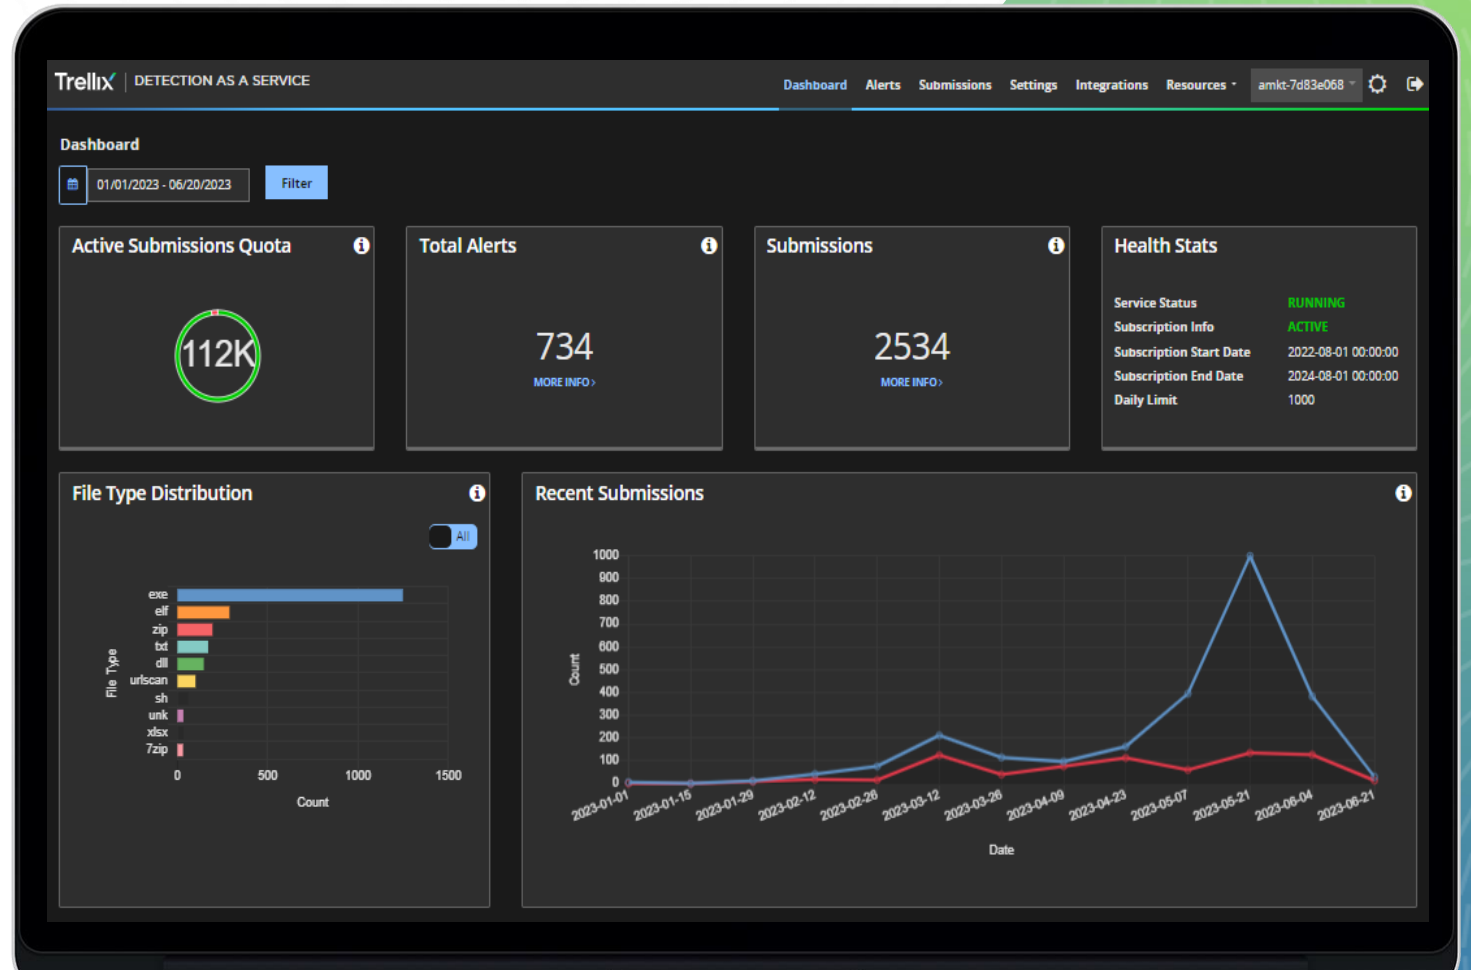 Trellix | DETECTION AS A SERVICE
Dashboard Alerts Submissions Settings Integrations Resources amkt-7d83e068
Dashboard
01/01/2023 - 06/20/2023 Filter
Active Submissions Quota
112K
Total Alerts
734
MORE INFO >
Submissions
2534
MORE INFO >
Health Stats
Service Status RUNNING
Subscription Info ACTIVE
Subscription Start Date 2022-08-01 00:00:00
Subscription End Date 2024-08-01 00:00:00
Daily Limit 1000
File Type Distribution
All
File Type
exe
elf
zip
txt
dll
urlscan
sh
unk
xlsx
7zip
0 500 1000 1500
Count
Recent Submissions
Count
1000
900
800
700
600
500
400
300
200
100
0
2023-01-01 2023-01-15 2023-01-29 2023-02-12 2023-02-26 2023-03-12 2023-03-26 2023-04-09 2023-04-23 2023-05-07 2023-05-21 2023-06-04 2023-06-21
Date